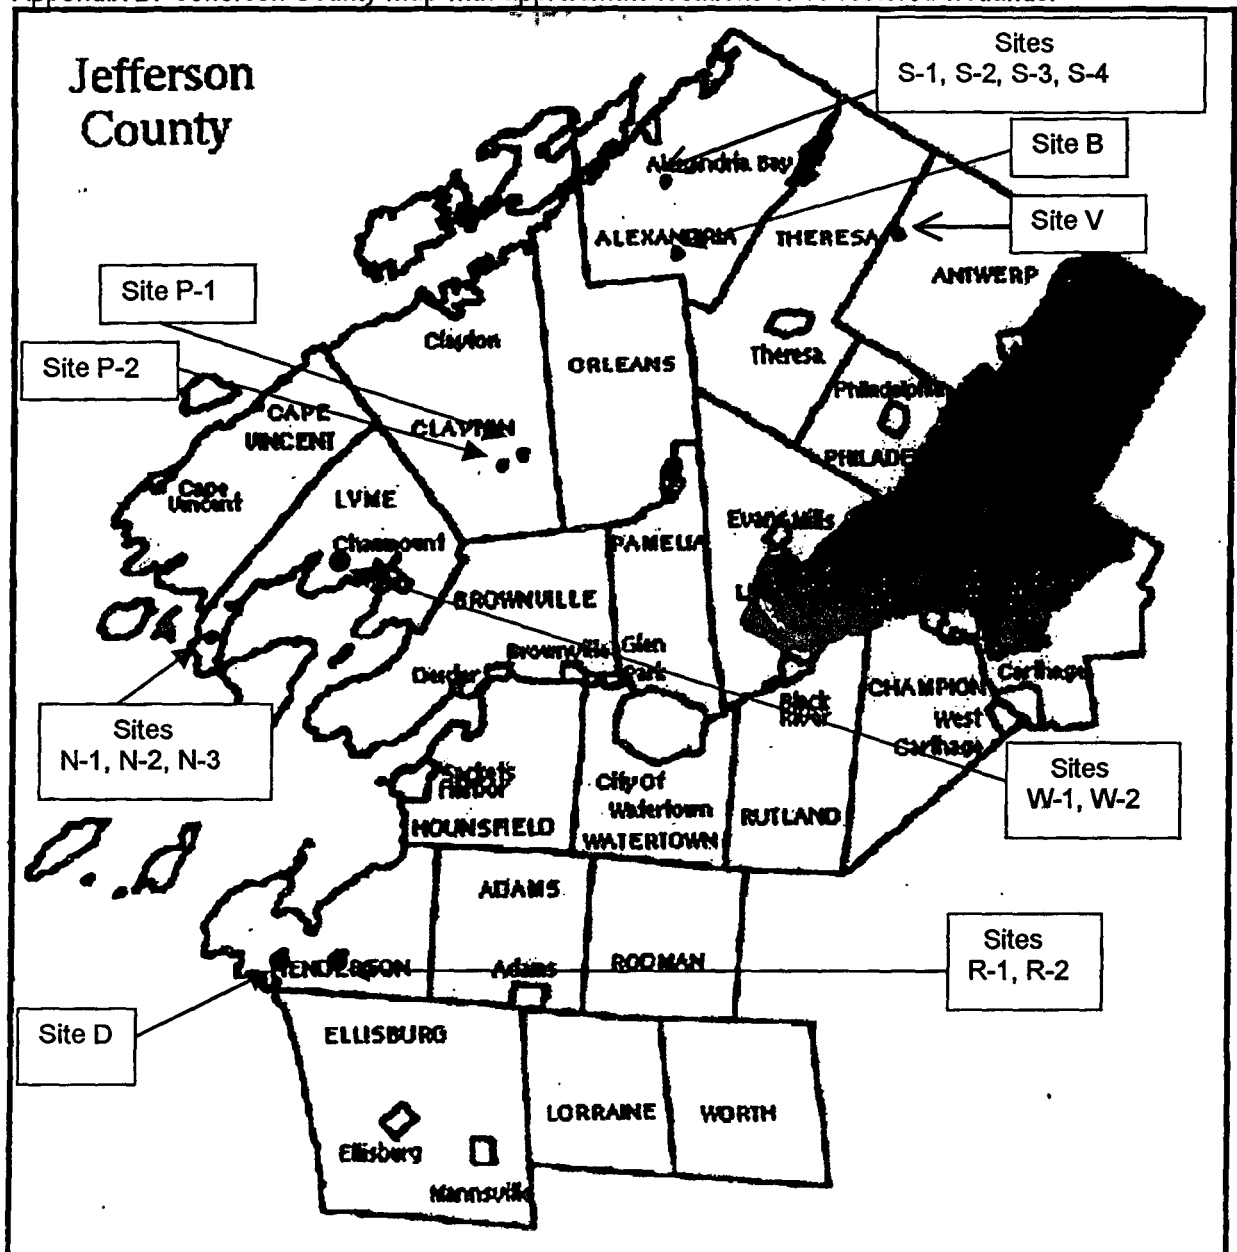 Jefferson
County
Sites
S-1, S-2, S-3, S-4
Site B
Site V
Alexandria Bay
ALEXANDRIA
THERESA
ANTWERP
Site P-1
Site P-2
Clayton
ORLEANS
Theresa
Philadelphia
CAPE
VINCENT
CLAYTON
PHILADE
Cape
Vincent
LYME
Evans Mills
Chaumont
PAMELIA
BROWNVILLE
Brownville
Glen
Park
Dexter
Carthage
CHAMPION
Black
River
West
Carthage
Sites
N-1, N-2, N-3
Sites
W-1, W-2
Sackets
Harbor
City Of
Watertown
HOUNSFIELD
WATERTOWN
RUTLAND
ADAMS
Sites
R-1, R-2
HENDERSON
Adams
RODMAN
Site D
ELLISBURG
LORRAINE
WORTH
Ellisburg
Mannsville